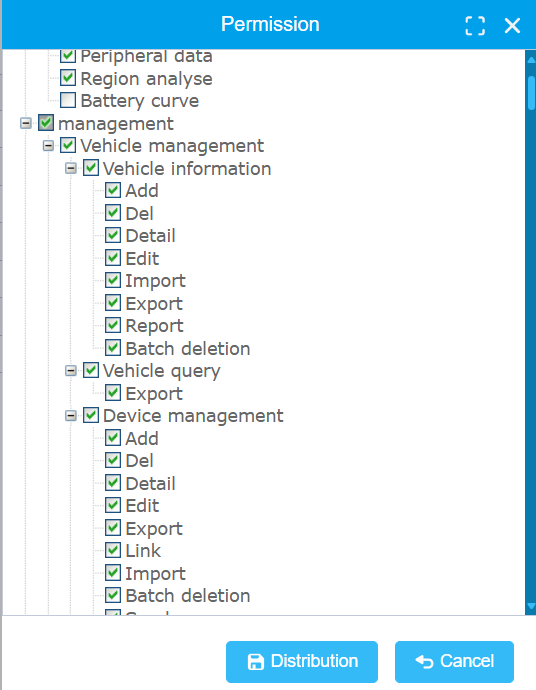 Permission
Peripheral data
Region analyse
Battery curve
management
Vehicle management
Vehicle information
Add
Del
Detail
Edit
Import
Export
Report
Batch deletion
Vehicle query
Export
Device management
Add
Del
Detail
Edit
Export
Link
Import
Batch deletion
Distribution
Cancel